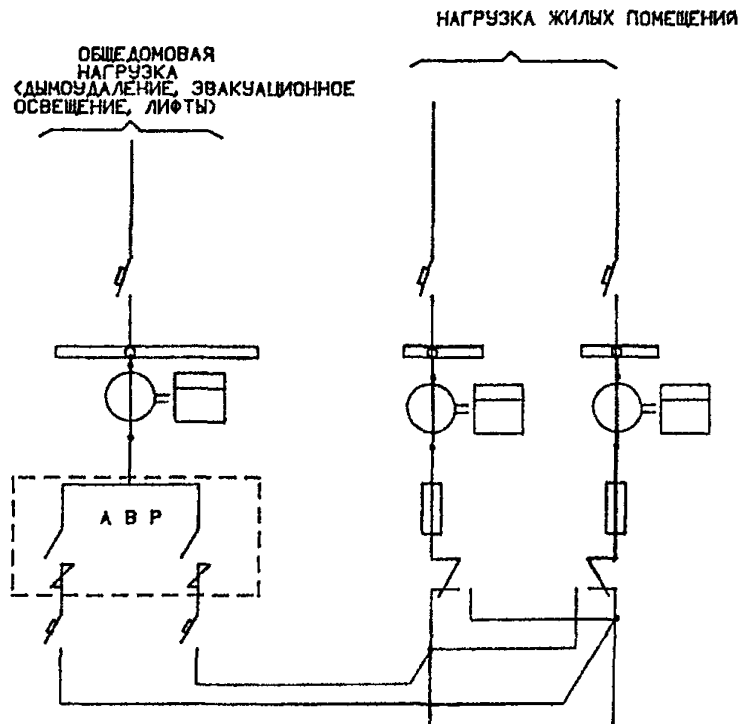 НАГРУЗКА ЖИЛЫХ ПОМЕЩЕНИЙ
ОБЩЕДОМОВАЯ
НАГРУЗКА
(ДЫМОУДАЛЕНИЕ, ЭВАКУАЦИОННОЕ
ОСВЕЩЕНИЕ, ЛИФТЫ)
А В Р